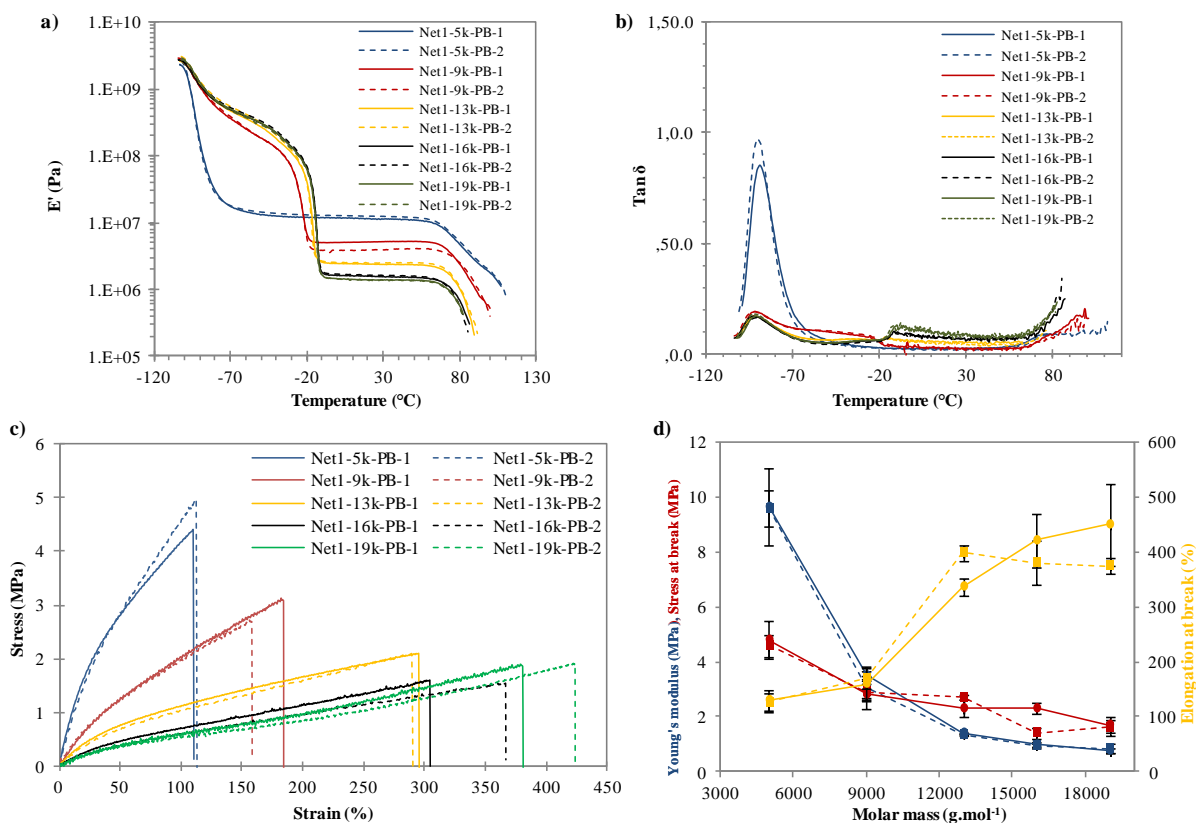 a)
1.E+10
1.E+09
1.E+08
1.E+07
1.E+06
1.E+05
E' (Pa)
-120
-70
-20
30
80
130
Temperature (°C)
Net1-5k-PB-1
Net1-5k-PB-2
Net1-9k-PB-1
Net1-9k-PB-2
Net1-13k-PB-1
Net1-13k-PB-2
Net1-16k-PB-1
Net1-16k-PB-2
Net1-19k-PB-1
Net1-19k-PB-2
b)
1,50.
1,0.0
,50.0
,0.0
Tan δ
-120
-70
-20
30
80
Temperature (°C)
Net1-5k-PB-1
Net1-5k-PB-2
Net1-9k-PB-1
Net1-9k-PB-2
Net1-13k-PB-1
Net1-13k-PB-2
Net1-16k-PB-1
Net1-16k-PB-2
Net1-19k-PB-1
Net1-19k-PB-2
c)
6
5
4
3
2
1
0
Stress (MPa)
0
50
100
150
200
250
300
350
400
450
Strain (%)
Net1-5k-PB-1
Net1-5k-PB-2
Net1-9k-PB-1
Net1-9k-PB-2
Net1-13k-PB-1
Net1-13k-PB-2
Net1-16k-PB-1
Net1-16k-PB-2
Net1-19k-PB-1
Net1-19k-PB-2
d)
12
10
8
6
4
2
0
Young's modulus (MPa), Stress at break (MPa)
600
500
400
300
200
100
0
Elongation at break (%)
3000
6000
9000
12000
15000
18000
Molar mass (g.mol⁻¹)